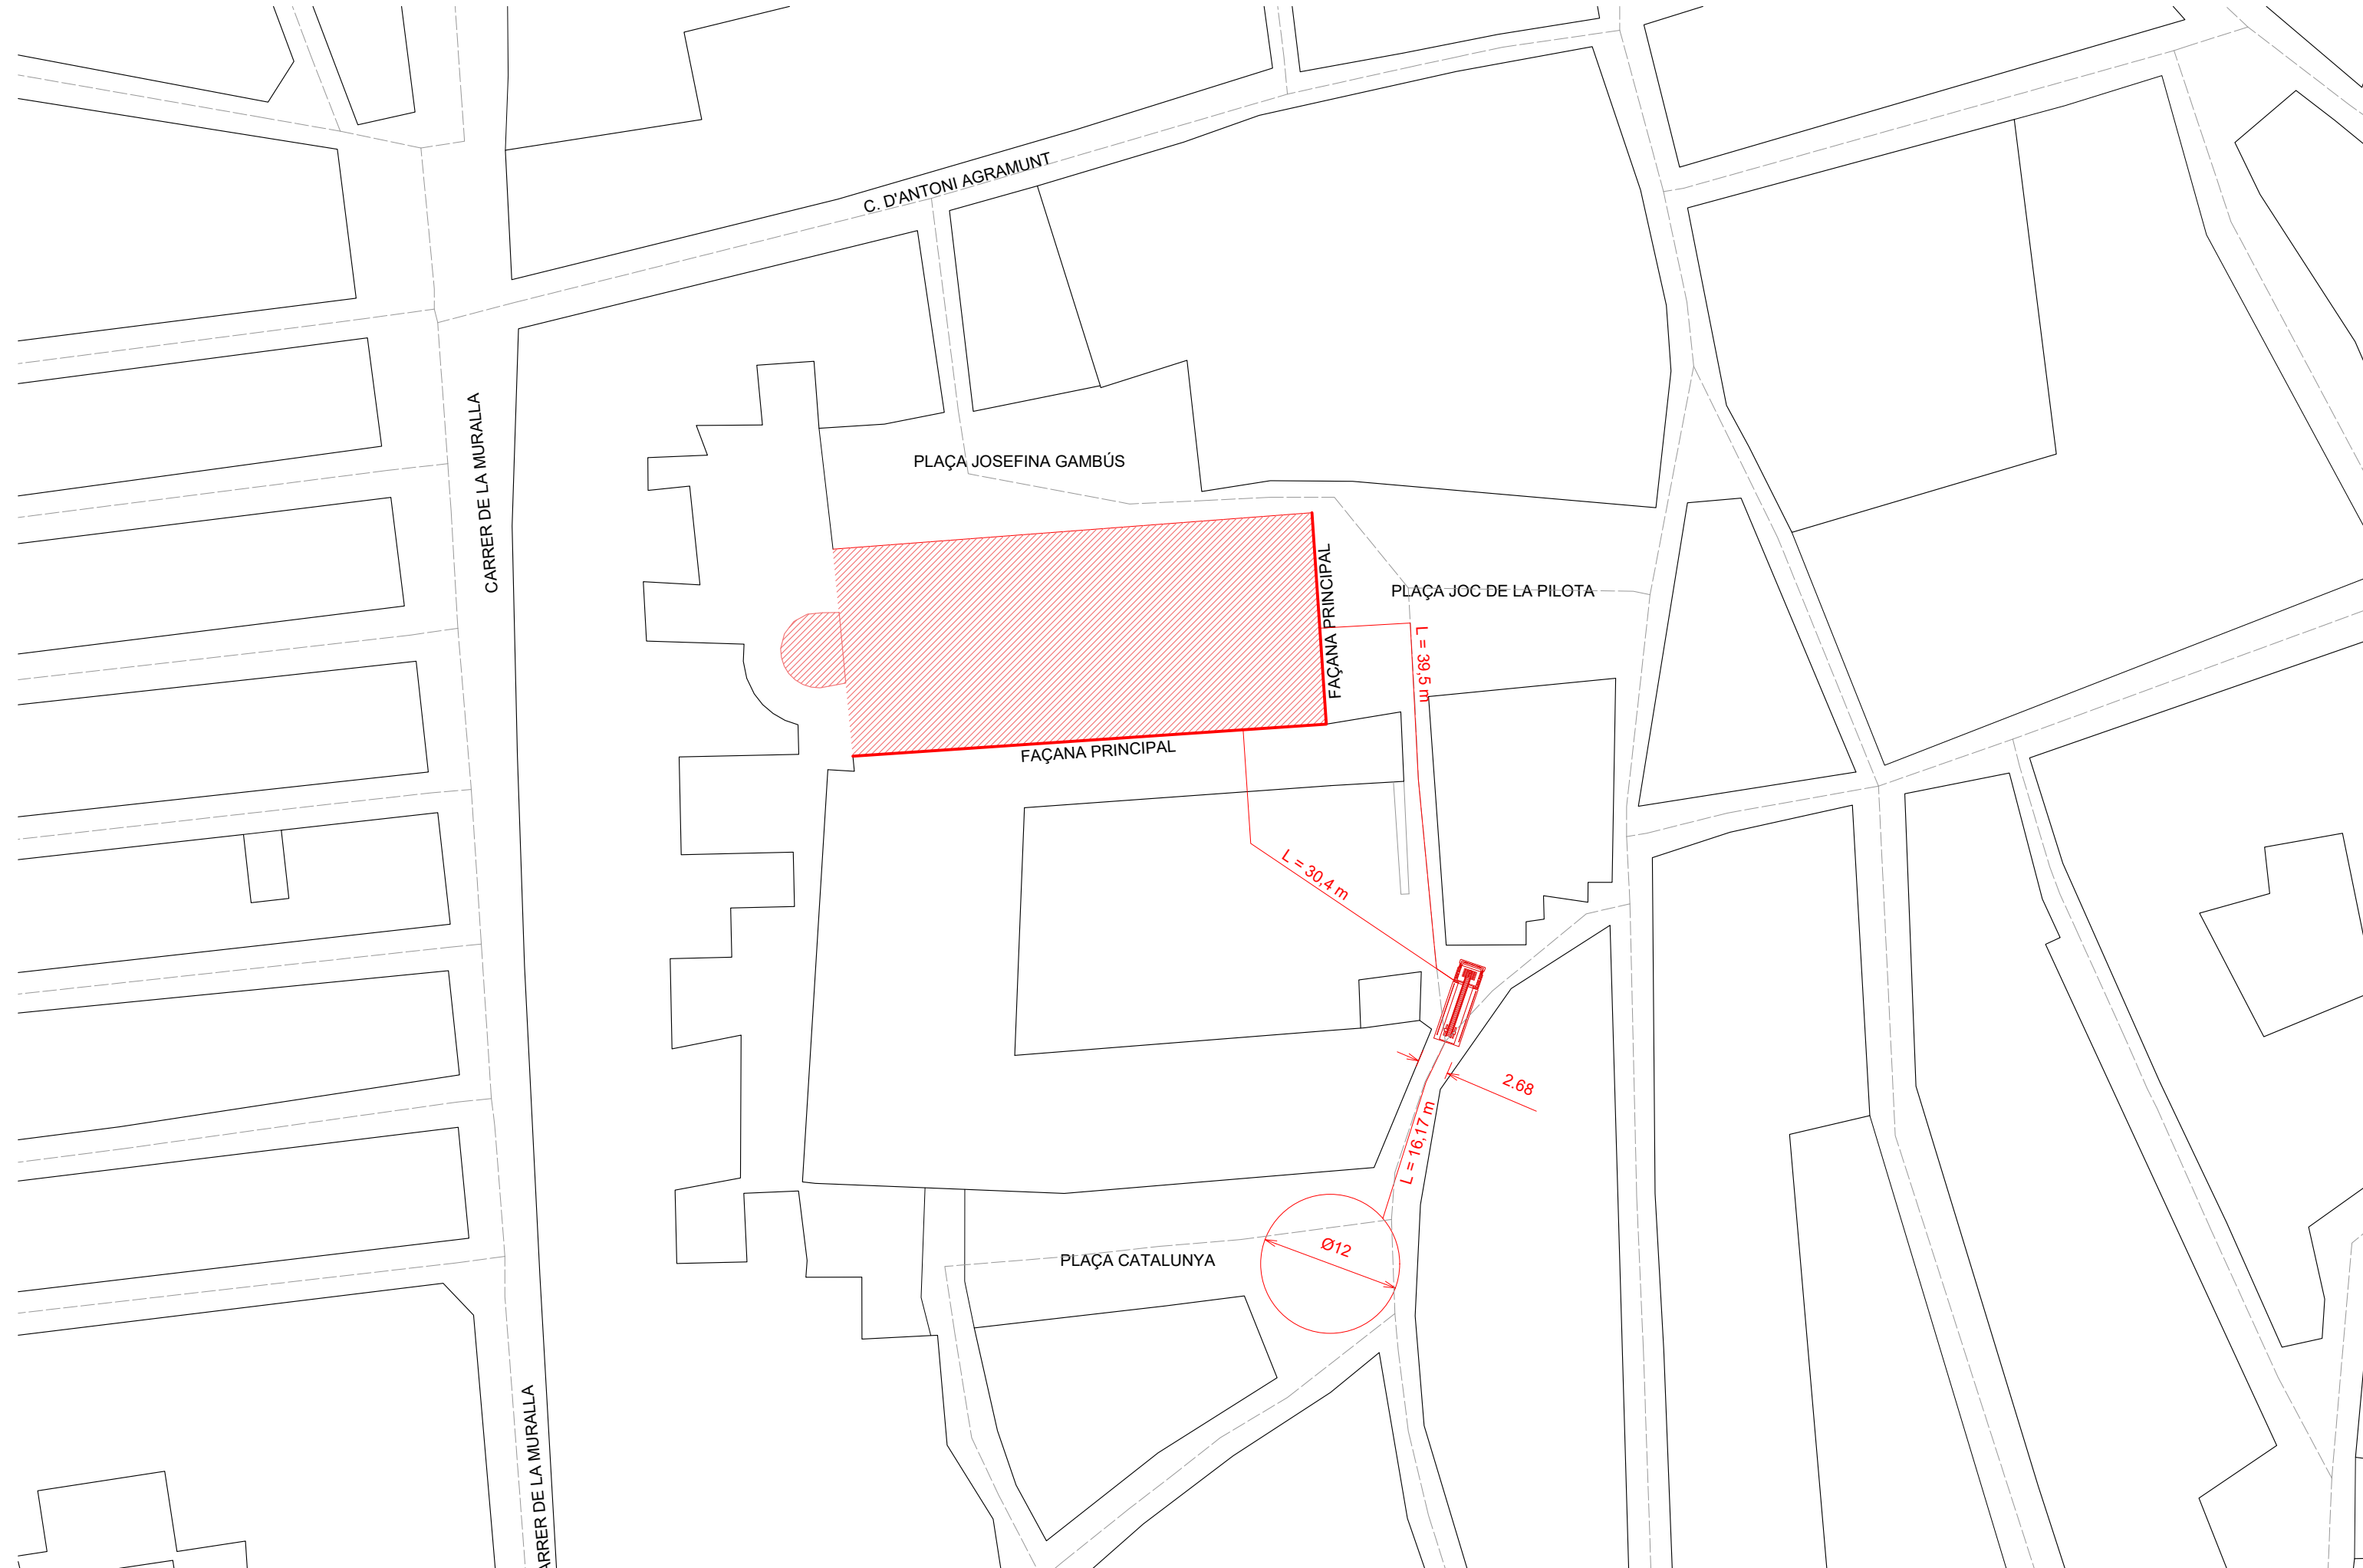 C. D'ANTONI AGRAMUNT
CARRER DE LA MURALLA
PLAÇA JOSEFINA GAMBÚS
FAÇANA PRINCIPAL
PLAÇA JOC DE LA PILOTA
L = 39,5 m
FAÇANA PRINCIPAL
L = 30,4 m
2.68
L = 16,17 m
Ø12
PLAÇA CATALUNYA
ARRER DE LA MURALLA